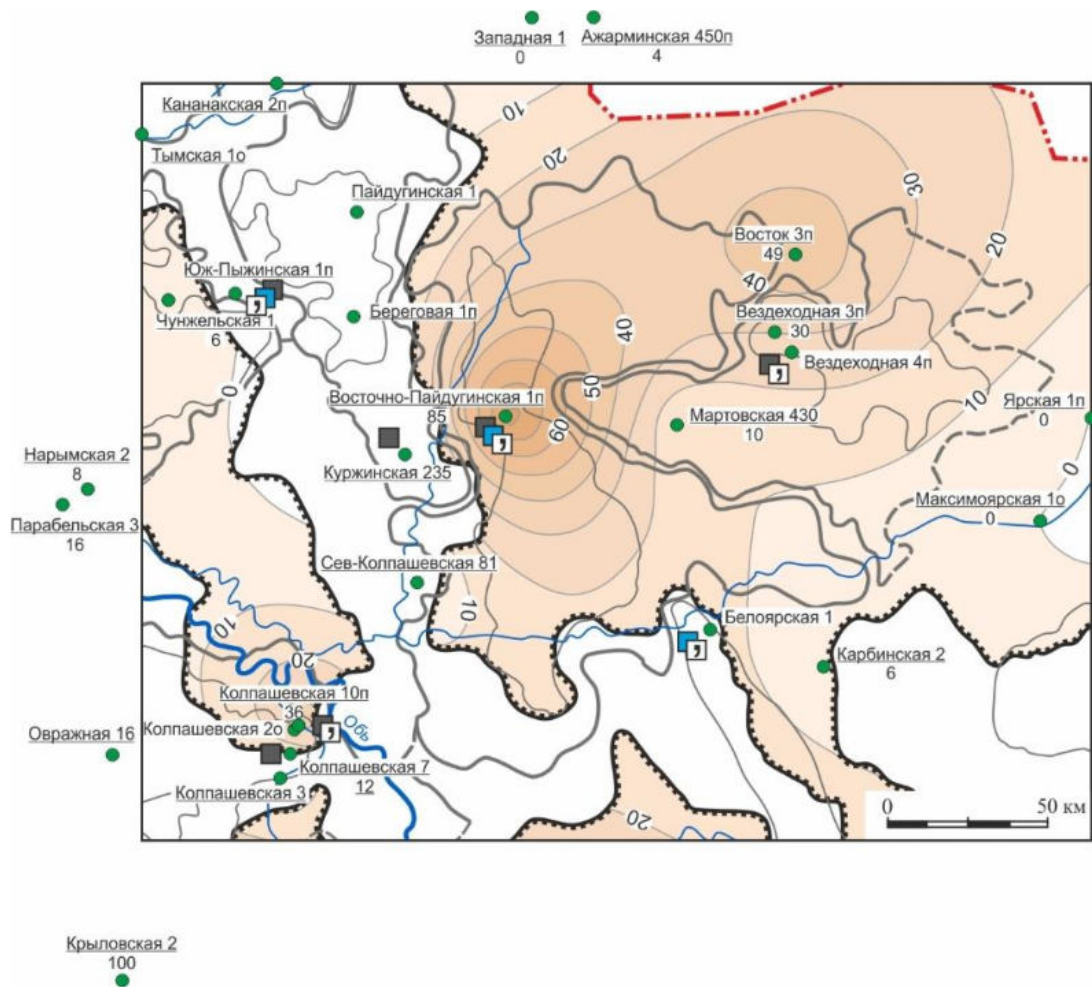 Западная 1
0
Ажарминская 450п
4
Кананакская 2п
10
Тымская 1о
20
Пайдугинская 1
30
20
Восток 3п
49
Юж-Пыжинская 1п
40
Чунжельская 1
6
Береговая 1п
40
Вездеходная 3п
30
Вездеходная 4п
0
50
Восточно-Пайдугинская 1п
85
10
Ярская 1п
0
Мартовская 430
10
60
Нарымская 2
8
Куржинская 235
0
Парабельская 3
16
Максимоярская 1о
0
Сев-Колпашевская 81
10
10
Белоярская 1
20
Карбинская 2
6
Колпашевская 10п
36
Обь
Овражная 16
Колпашевская 2о
Колпашевская 7
12
Колпашевская 3
20
0
50 км
Крыловская 2
100